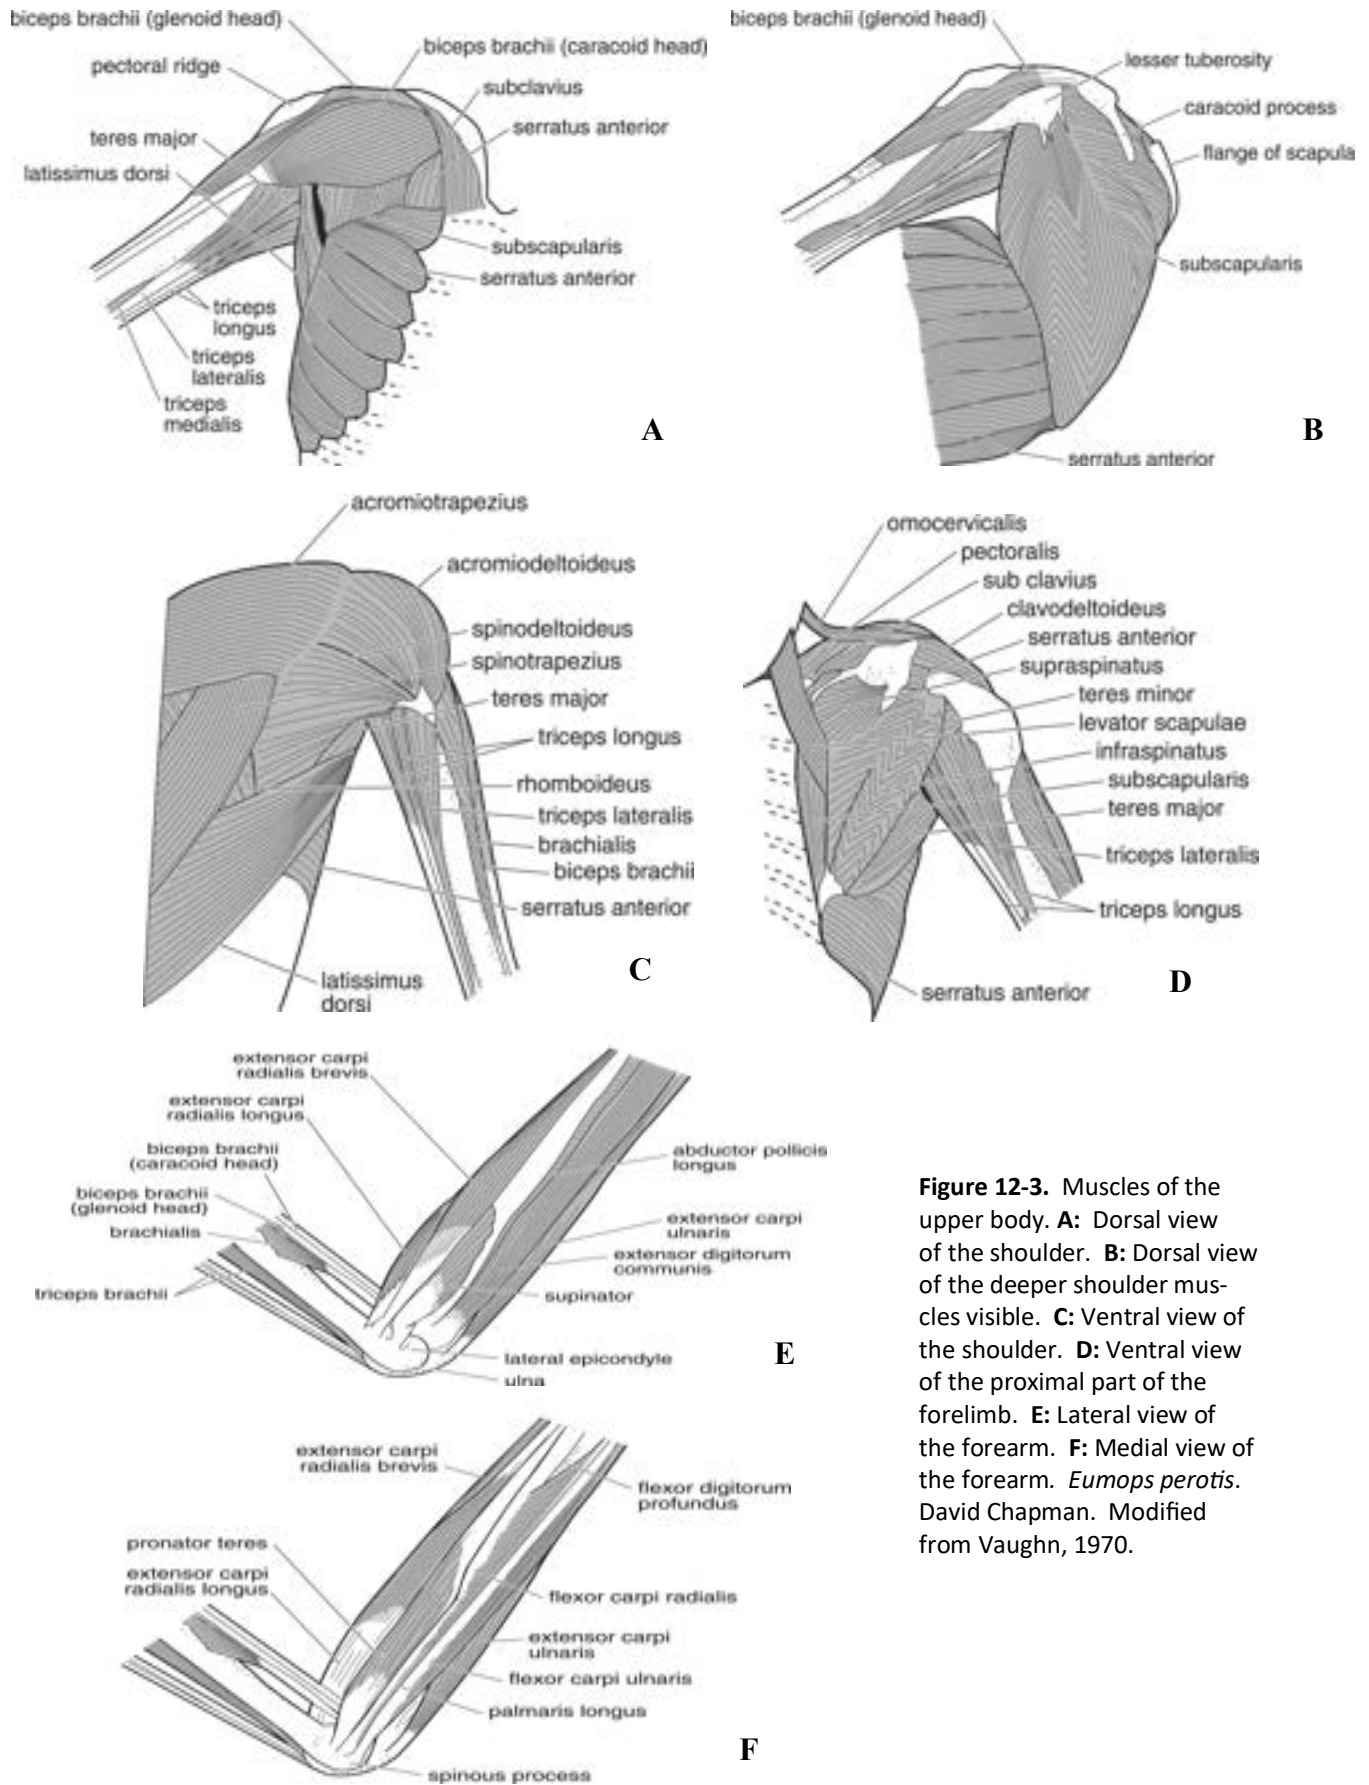 biceps brachii (glenoid head)
biceps brachii (caracoid head)
pectoral ridge
subclavius
serratus anterior
teres major
latissimus dorsi
subscapularis
serratus anterior
triceps
longus
triceps
lateralis
triceps
medialis
A
biceps brachii (glenoid head)
lesser tuberosity
caracoid process
flange of scapula
subscapularis
serratus anterior
B
acromiotrapezius
acromiodeltoideus
spinodeltoideus
spinotrapezius
teres major
triceps longus
rhomboideus
triceps lateralis
brachialis
biceps brachii
serratus anterior
latissimus
dorsi
C
omocervicalis
pectoralis
sub clavius
clavodeltoideus
serratus anterior
supraspinatus
teres minor
levator scapulae
infraspinatus
subscapularis
teres major
triceps lateralis
triceps longus
serratus anterior
D
extensor carpi
radialis brevis
extensor carpi
radialis longus
biceps brachii
(caracoid head)
biceps brachii
(glenoid head)
brachialis
triceps brachii
abductor pollicis
longus
extensor carpi
ulnaris
extensor digitorum
communis
supinator
lateral epicondyle
ulna
E
extensor carpi
radialis brevis
flexor digitorum
profundus
pronator teres
extensor carpi
radialis longus
flexor carpi radialis
extensor carpi
ulnaris
flexor carpi ulnaris
palmaris longus
spinous process
F
Figure 12-3. Muscles of the
upper body. A: Dorsal view
of the shoulder. B: Dorsal view
of the deeper shoulder mus-
cles visible. C: Ventral view of
the shoulder. D: Ventral view
of the proximal part of the
forelimb. E: Lateral view of
the forearm. F: Medial view of
the forearm. Eumops perotis.
David Chapman. Modified
from Vaughn, 1970.